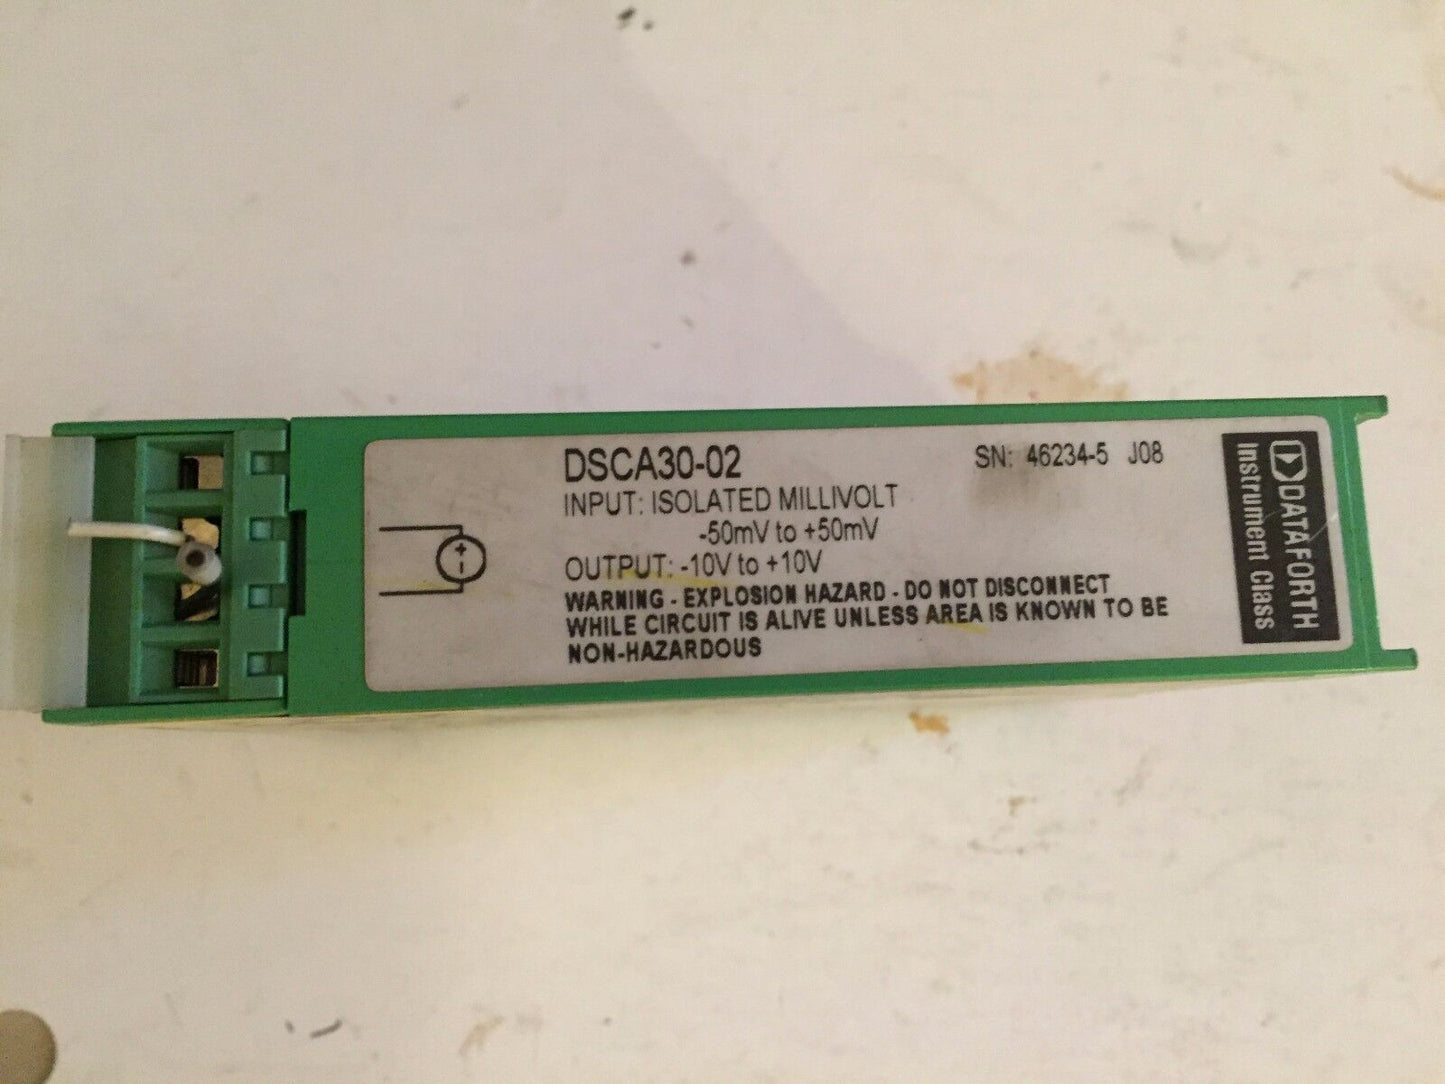 DSCA30-02
SN: 46234-5 J08
INPUT: ISOLATED MILLIVOLT
-50mV to +50mV
OUTPUT: -10V to +10V
WARNING - EXPLOSION HAZARD - DO NOT DISCONNECT
WHILE CIRCUIT IS ALIVE UNLESS AREA IS KNOWN TO BE
NON-HAZARDOUS
DATAFORTH
Instrument Class